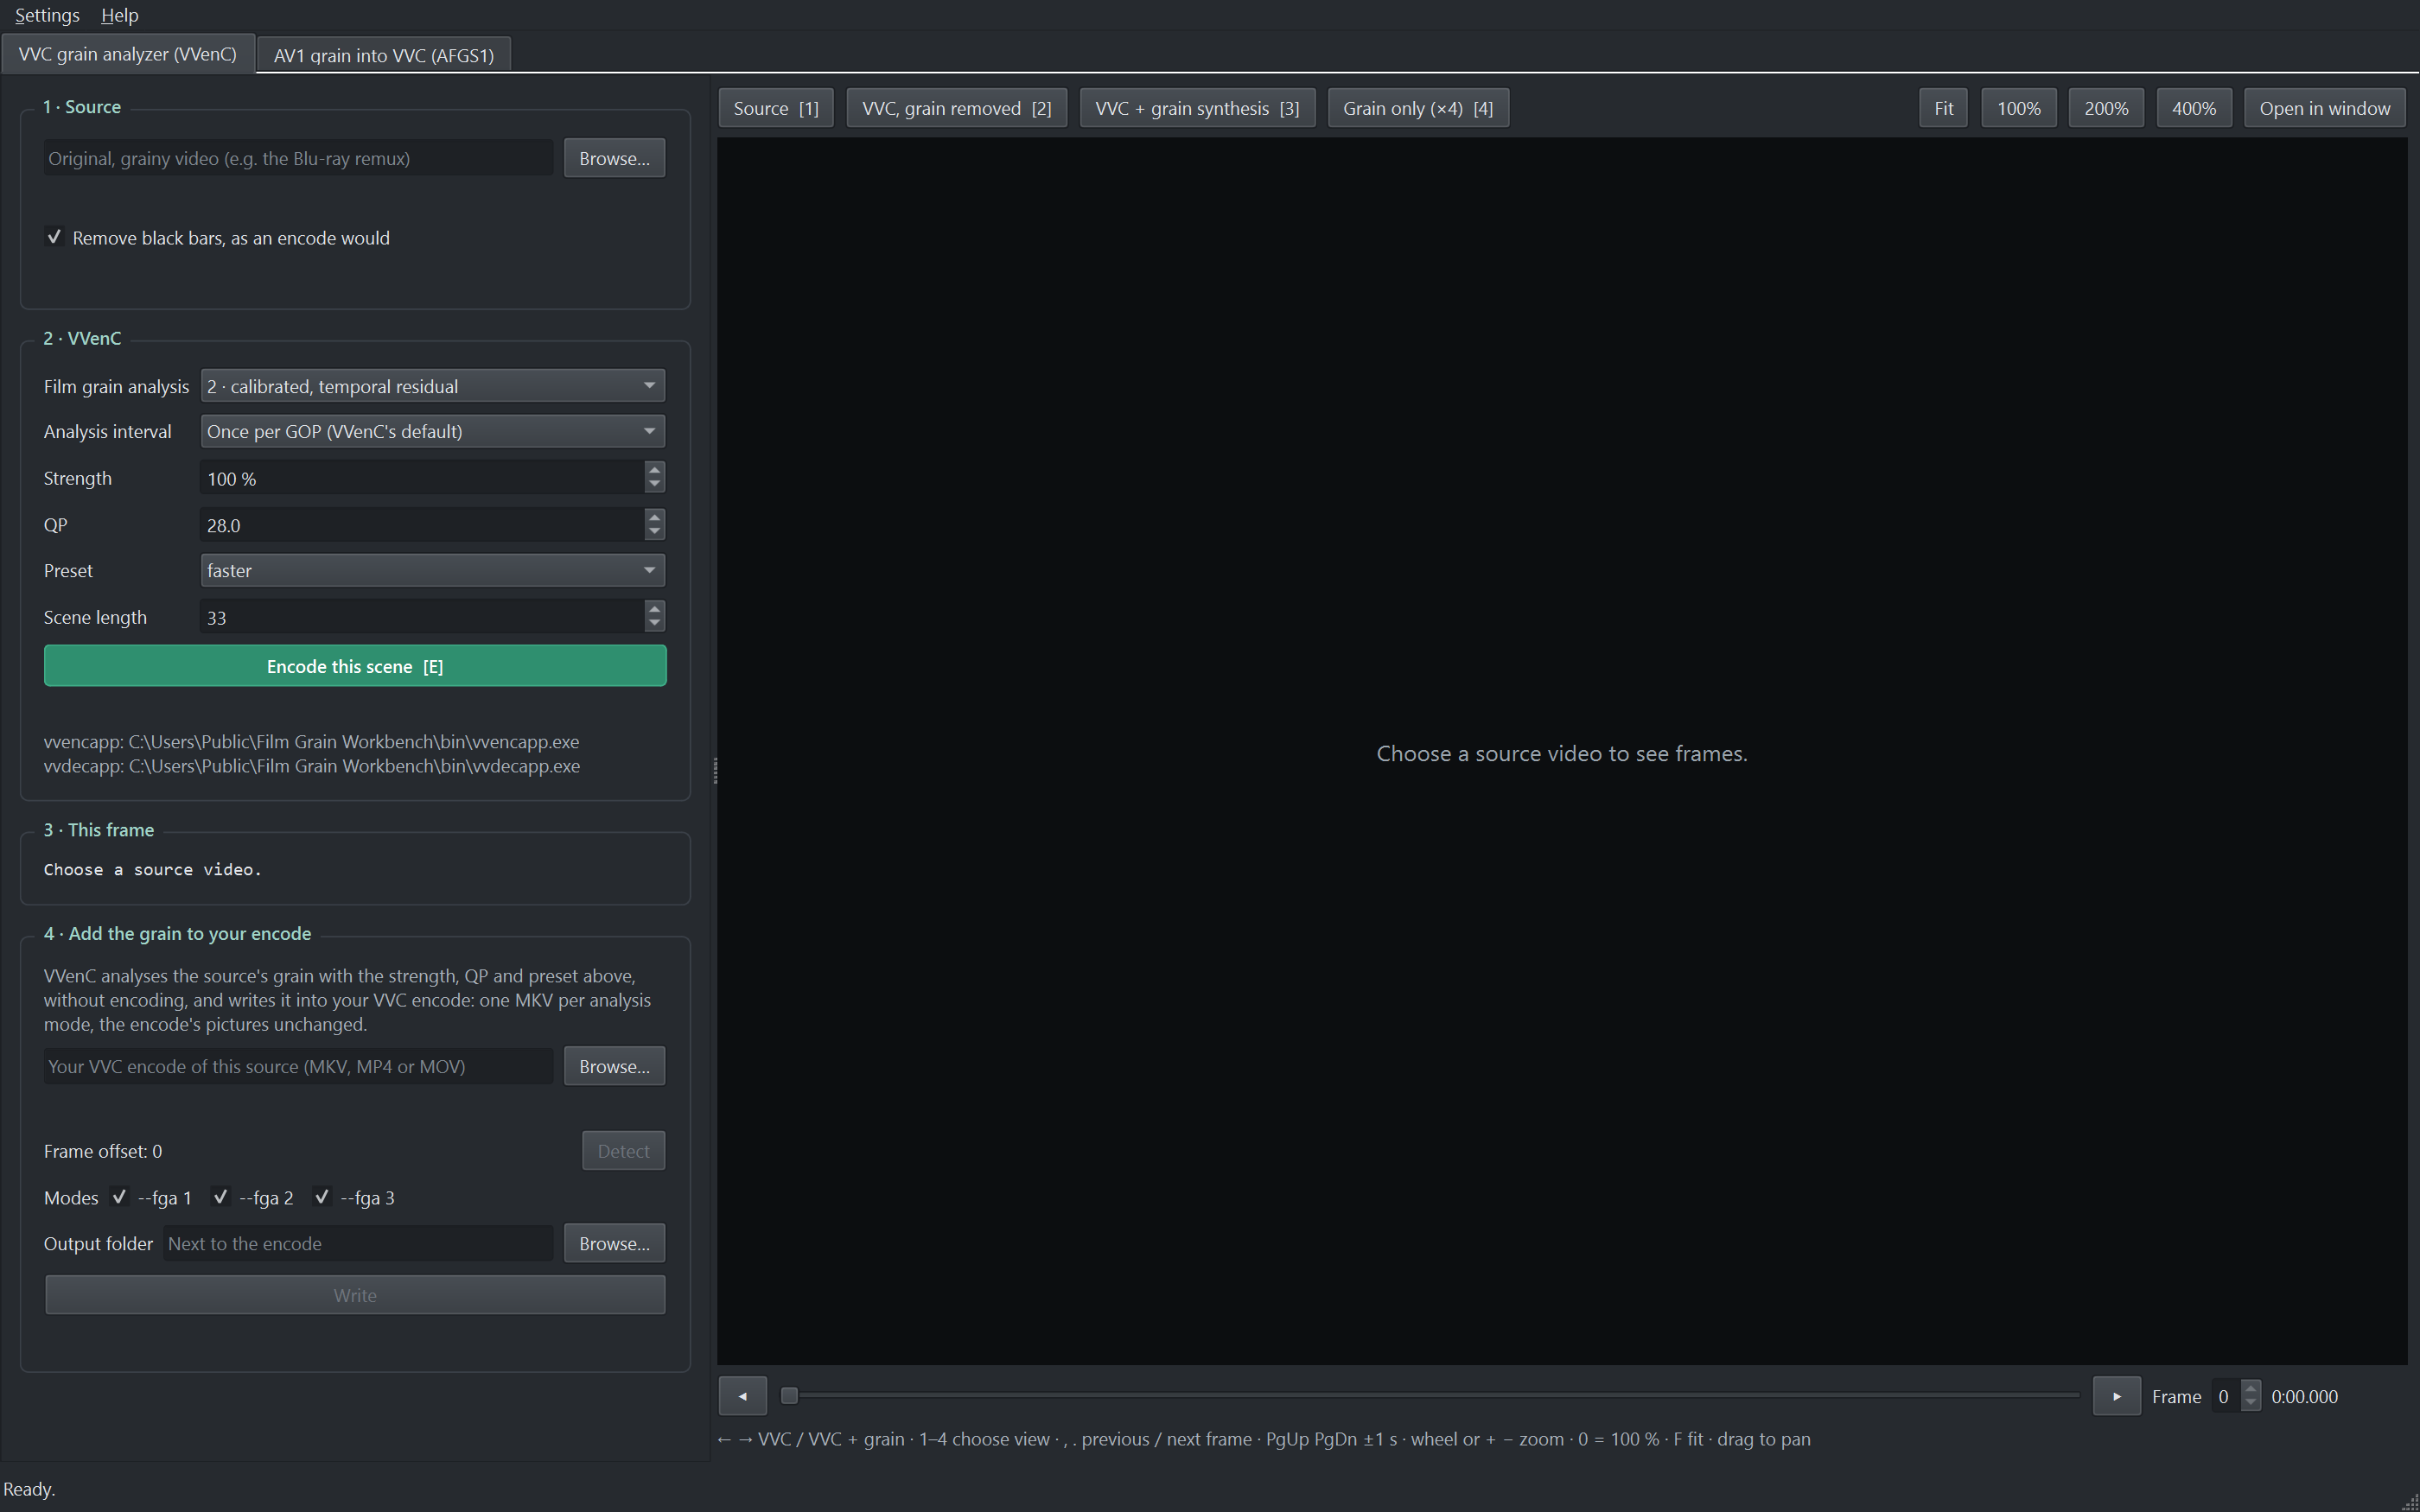 Settings Help
VVC grain analyzer (VVenC) AV1 grain into VVC (AFGS1)
1 · Source
Original, grainy video (e.g. the Blu-ray remux) Browse...
Remove black bars, as an encode would
2 · VVenC
Film grain analysis 2 · calibrated, temporal residual
Analysis interval Once per GOP (VVenC's default)
Strength 100 %
QP 28.0
Preset faster
Scene length 33
Encode this scene [E]
vvencapp: C:\Users\Public\Film Grain Workbench\bin\vvencapp.exe
vvdecapp: C:\Users\Public\Film Grain Workbench\bin\vvdecapp.exe
3 · This frame
Choose a source video.
4 · Add the grain to your encode
VVenC analyses the source's grain with the strength, QP and preset above,
without encoding, and writes it into your VVC encode: one MKV per analysis
mode, the encode's pictures unchanged.
Your VVC encode of this source (MKV, MP4 or MOV) Browse...
Frame offset: 0 Detect
Modes --fga 1 --fga 2 --fga 3
Output folder Next to the encode Browse...
Write
Source [1] VVC, grain removed [2] VVC + grain synthesis [3] Grain only (×4) [4] Fit 100% 200% 400% Open in window
Choose a source video to see frames.
Frame 0 0:00.000
← → VVC / VVC + grain · 1–4 choose view · , . previous / next frame · PgUp PgDn ±1 s · wheel or + − zoom · 0 = 100 % · F fit · drag to pan
Ready.